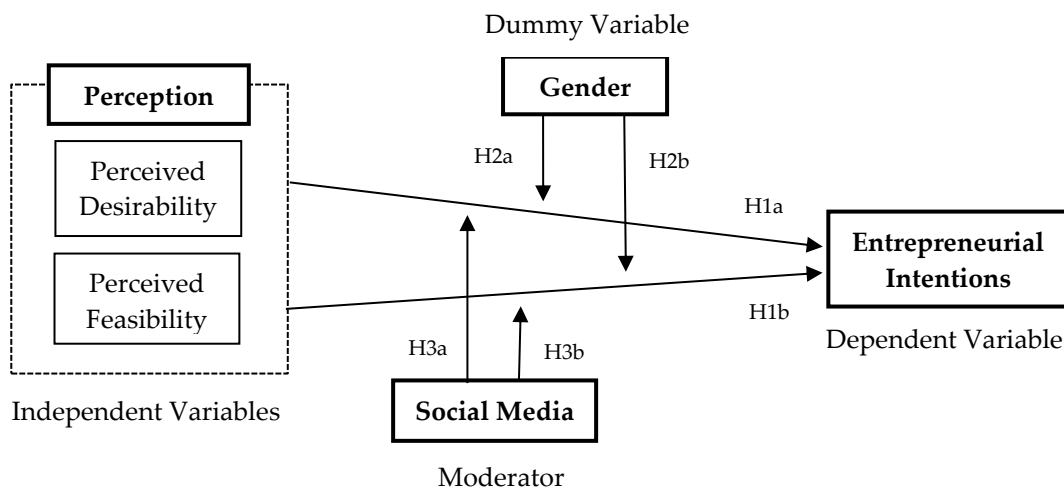 Dummy Variable
Gender
Perception
Perceived
Desirability
Perceived
Feasibility
Independent Variables
H2a
H2b
H1a
H1b
H3a
H3b
Entrepreneurial
Intentions
Dependent Variable
Social Media
Moderator